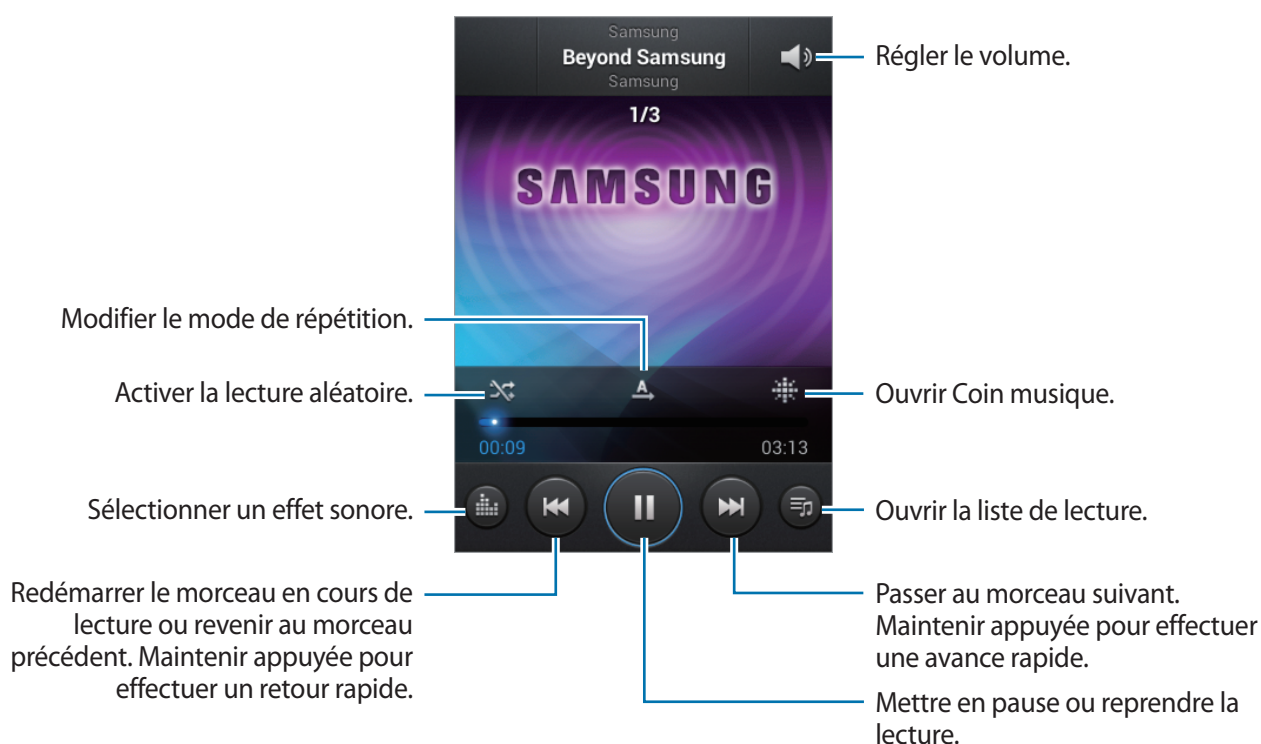 Samsung
Beyond Samsung
Samsung
Régler le volume.
1/3
SAMSUNG
Modifier le mode de répétition.
A
Activer la lecture aléatoire.
Ouvrir Coin musique.
00:09
03:13
Sélectionner un effet sonore.
Ouvrir la liste de lecture.
Redémarrer le morceau en cours de
lecture ou revenir au morceau
précédent. Maintenir appuyée pour
effectuer un retour rapide.
Passer au morceau suivant.
Maintenir appuyée pour effectuer
une avance rapide.
Mettre en pause ou reprendre la
lecture.